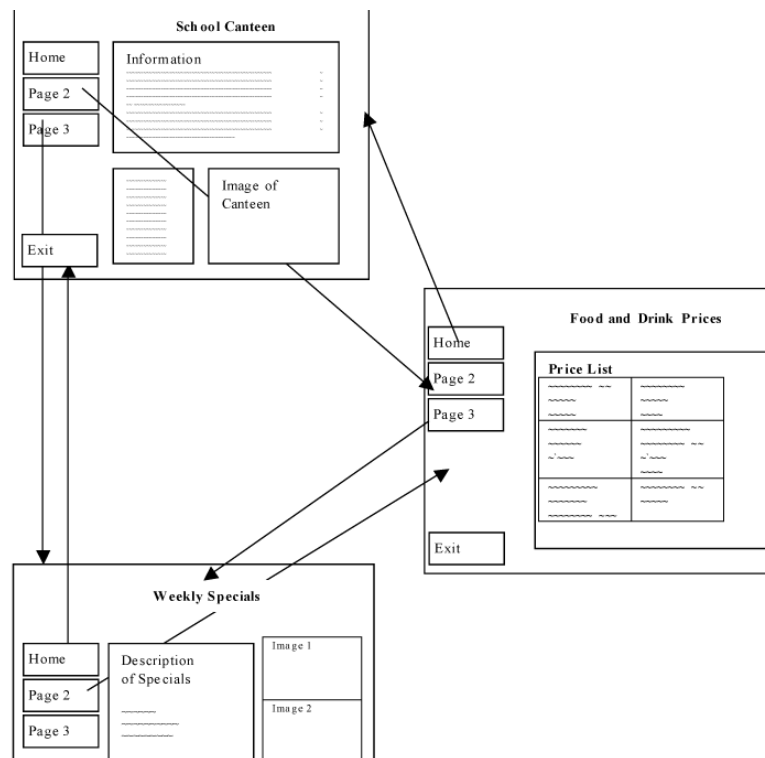 School Canteen
Home
Page 2
Page 3
Exit
Information
Image of
Canteen
Food and Drink Prices
Home
Page 2
Page 3
Exit
Price List
Weekly Specials
Home
Page 2
Page 3
Description
of Specials
Image 1
Image 2